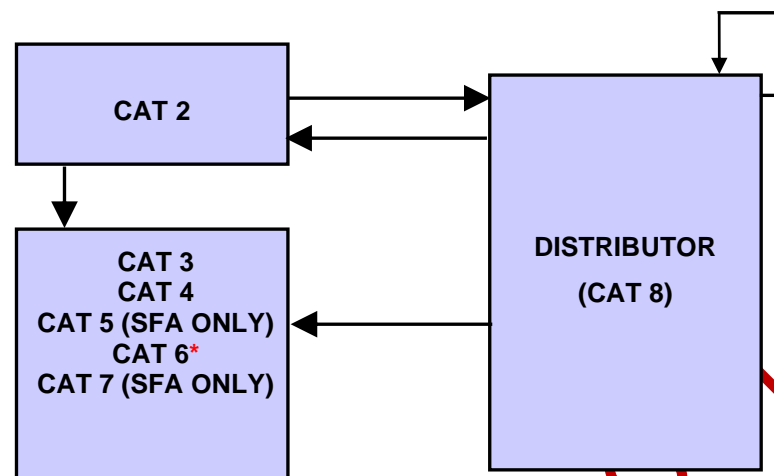 CAT 2
CAT 3
CAT 4
CAT 5 (SFA ONLY)
CAT 6*
CAT 7 (SFA ONLY)
DISTRIBUTOR
(CAT 8)